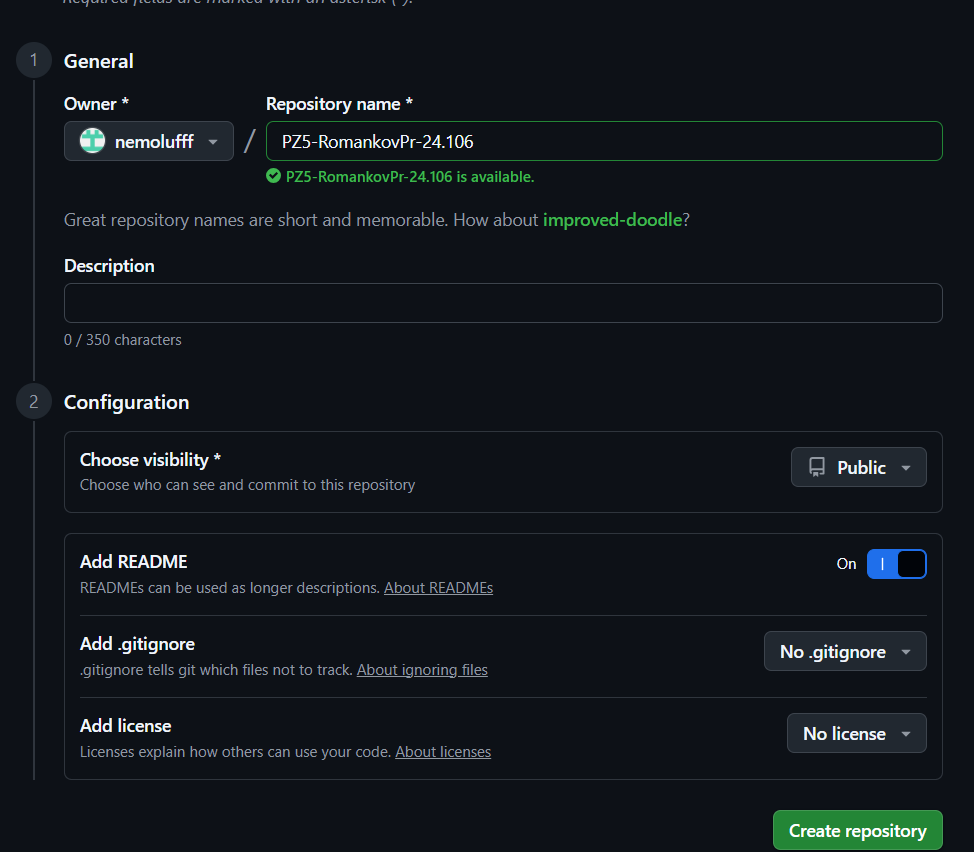 Required fields are marked with an asterisk (*).
1
General
Owner *
Repository name *
nemolufff
/
PZ5-RomankovPr-24.106
PZ5-RomankovPr-24.106 is available.
Great repository names are short and memorable. How about improved-doodle?
Description
0 / 350 characters
2
Configuration
Choose visibility *
Choose who can see and commit to this repository
Public
Add README
READMEs can be used as longer descriptions. About READMEs
On
Add .gitignore
.gitignore tells git which files not to track. About ignoring files
No .gitignore
Add license
Licenses explain how others can use your code. About licenses
No license
Create repository